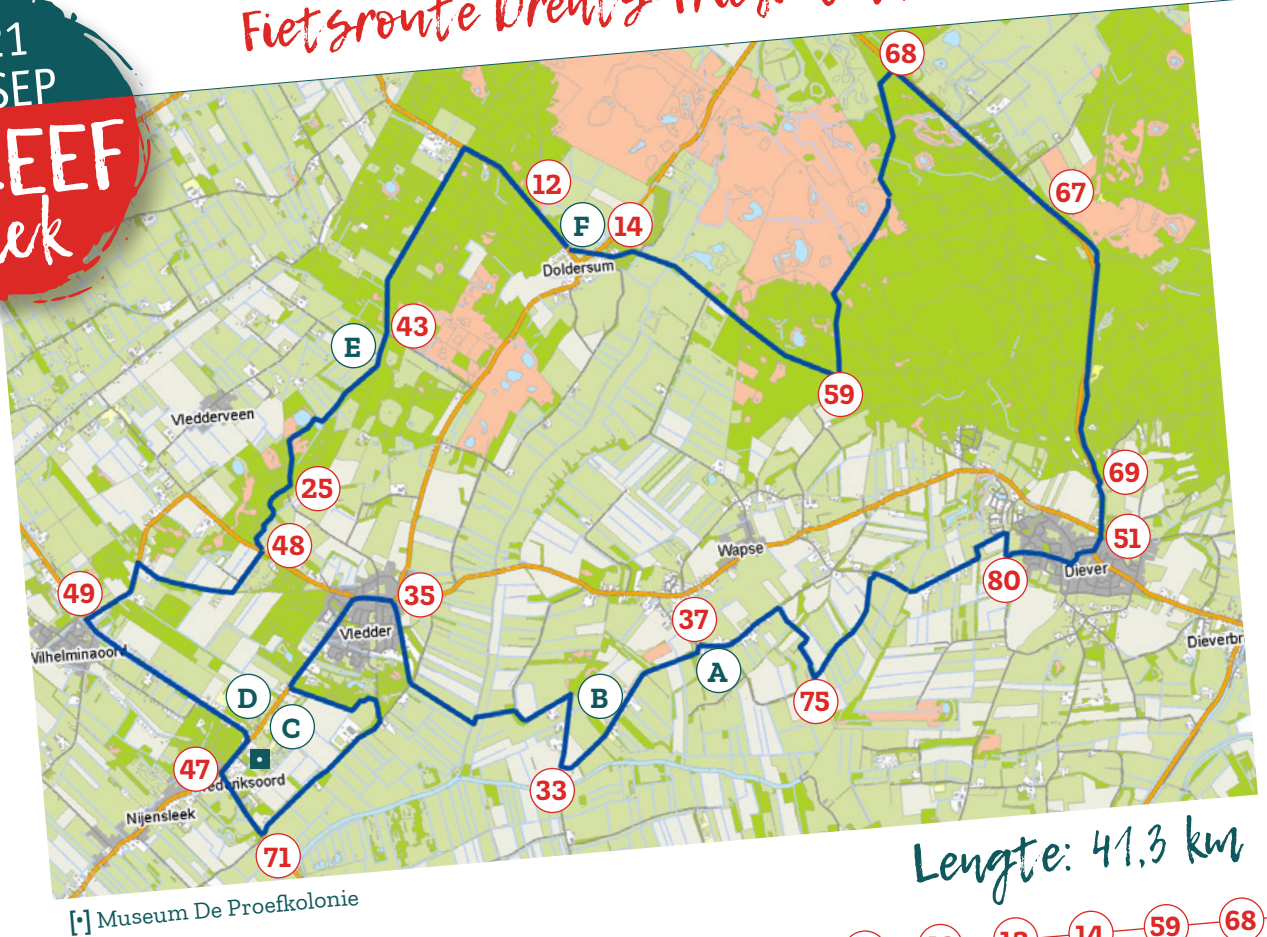 Fietsroute
21
SEP
EEF
ek
68
67
12
F
14
Doldersum
43
E
59
Vledderveen
25
69
48
51
Wapse
80
Diever
49
35
37
Vledder
Wilhelminaoord
Dieverbr
A
B
D
75
C
47
Frederiksoord
33
Nijensleek
71
Lengte: 41,3 km
[•] Museum De Proefkolonie
14
59
68